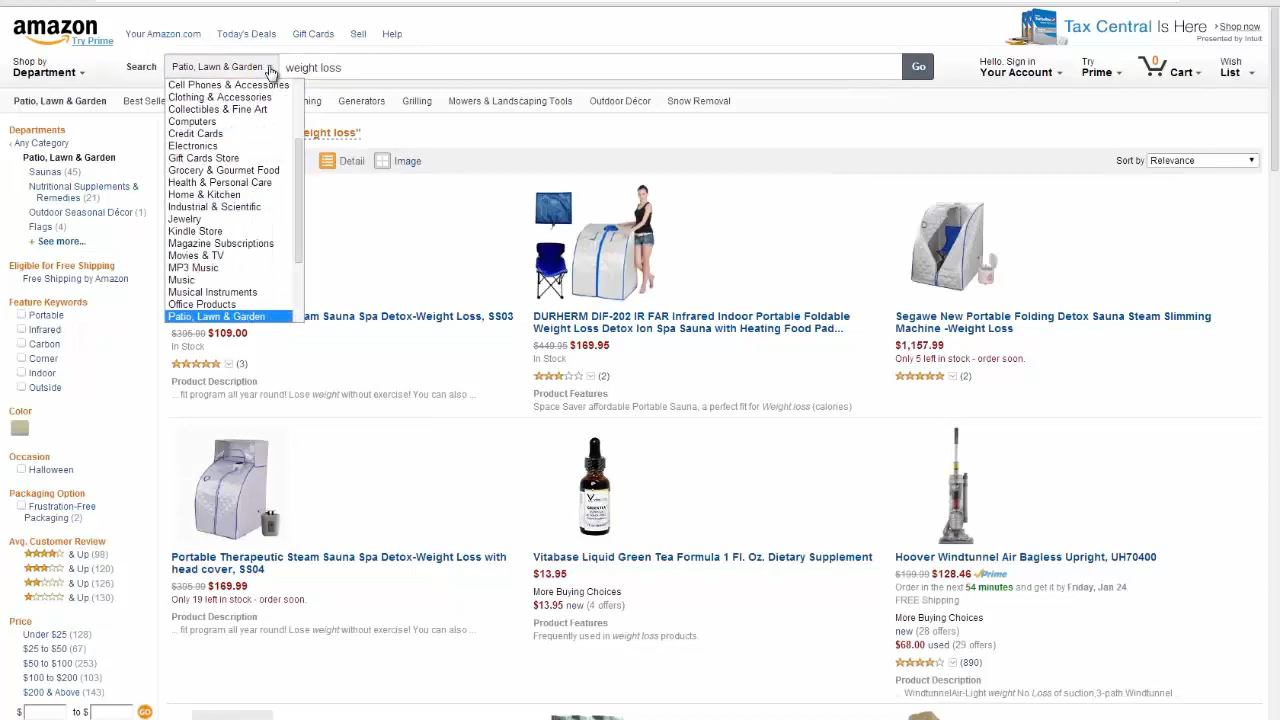 amazon
Try Prime
Your Amazon.com
Today's Deals
Gift Cards
Sell
Help
Tax Central Is Here
Shop now
Presented by Intuit
Shop by
Department
Search
Patio, Lawn & Garden
weight loss
Go
Hello. Sign in
Your Account
Try
Prime
0
Cart
Wish
List
Patio, Lawn & Garden
Best Selle
ning
Generators
Grilling
Mowers & Landscaping Tools
Outdoor Décor
Snow Removal
Cell Phones & Accessories
Clothing & Accessories
Collectibles & Fine Art
Computers
Credit Cards
Electronics
Gift Cards Store
Grocery & Gourmet Food
Health & Personal Care
Home & Kitchen
Industrial & Scientific
Jewelry
Kindle Store
Magazine Subscriptions
Movies & TV
MP3 Music
Music
Musical Instruments
Office Products
Patio, Lawn & Garden
Departments
‹ Any Category
Patio, Lawn & Garden
Saunas (45)
Nutritional Supplements &
Remedies (21)
Outdoor Seasonal Décor (1)
Flags (4)
+ See more...
Eligible for Free Shipping
Free Shipping by Amazon
Feature Keywords
Portable
Infrared
Carbon
Corner
Indoor
Outside
Color
Occasion
Halloween
Packaging Option
Frustration-Free
Packaging (2)
Avg. Customer Review
& Up (98)
& Up (120)
& Up (126)
& Up (130)
Price
Under $25 (128)
$25 to $50 (67)
$50 to $100 (253)
$100 to $200 (103)
$200 & Above (143)
$ to $ GO
eight loss"
Detail
Image
Sort by Relevance
am Sauna Spa Detox-Weight Loss, SS03
$395.99 $109.00
In Stock
(3)
Product Description
... fit program all year round! Lose weight without exercise! You can also ...
DURHERM DIF-202 IR FAR Infrared Indoor Portable Foldable
Weight Loss Detox Ion Spa Sauna with Heating Food Pad...
$449.95 $169.95
In Stock
(2)
Product Features
Space Saver affordable Portable Sauna, a perfect fit for Weight loss (calories)
Segawe New Portable Folding Detox Sauna Steam Slimming
Machine -Weight Loss
$1,157.99
Only 5 left in stock - order soon.
(2)
Portable Therapeutic Steam Sauna Spa Detox-Weight Loss with
head cover, SS04
$395.99 $169.99
Only 19 left in stock - order soon.
Product Description
... fit program all year round! Lose weight without exercise! You can also ...
Vitabase Liquid Green Tea Formula 1 Fl. Oz. Dietary Supplement
$13.95
More Buying Choices
$13.95 new (4 offers)
Product Features
Frequently used in weight loss products.
Hoover Windtunnel Air Bagless Upright, UH70400
$199.99 $128.46 Prime
Order in the next 54 minutes and get it by Friday, Jan 24
FREE Shipping
More Buying Choices
new (28 offers)
$68.00 used (29 offers)
(890)
Product Description
... WindtunnelAir-Light weight No Loss of suction,3-path Windtunnel ...